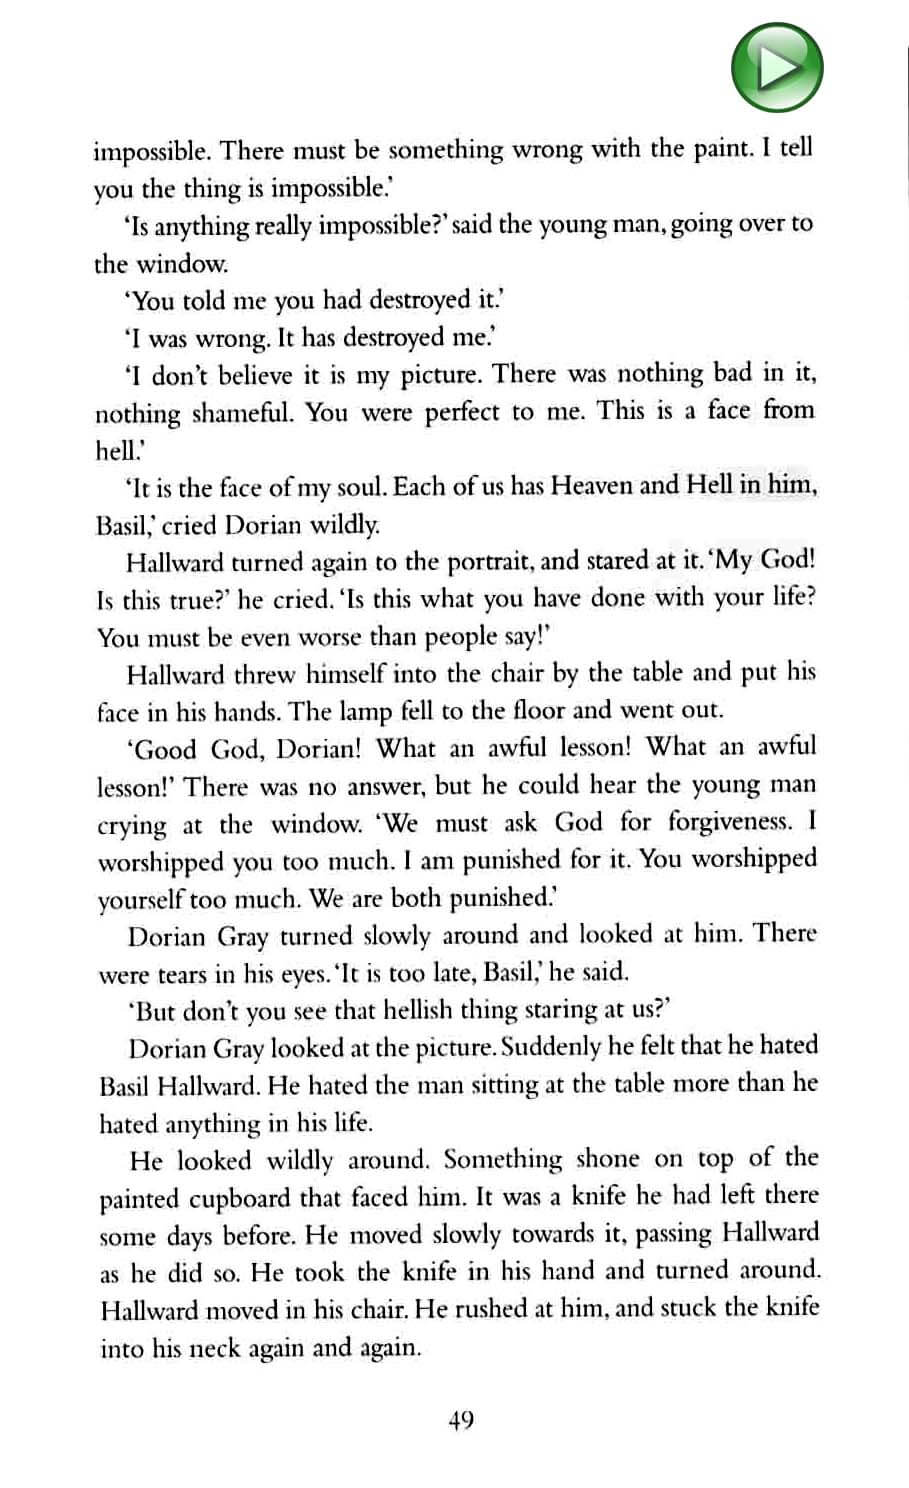 impossible. There must be something wrong with the paint. I tell
you the thing is impossible.’
‘Is anything really impossible?’ said the young man, going over to
the window.
‘You told me you had destroyed it.’
‘I was wrong. It has destroyed me.’
‘I don’t believe it is my picture. There was nothing bad in it,
nothing shameful. You were perfect to me. This is a face from
hell.’
‘It is the face of my soul. Each of us has Heaven and Hell in him,
Basil,’ cried Dorian wildly.
Hallward turned again to the portrait, and stared at it. ‘My God!
Is this true?’ he cried. ‘Is this what you have done with your life?
You must be even worse than people say!’
Hallward threw himself into the chair by the table and put his
face in his hands. The lamp fell to the floor and went out.
‘Good God, Dorian! What an awful lesson! What an awful
lesson!’ There was no answer, but he could hear the young man
crying at the window. ‘We must ask God for forgiveness. I
worshipped you too much. I am punished for it. You worshipped
yourself too much. We are both punished.’
Dorian Gray turned slowly around and looked at him. There
were tears in his eyes. ‘It is too late, Basil,’ he said.
‘But don’t you see that hellish thing staring at us?’
Dorian Gray looked at the picture. Suddenly he felt that he hated
Basil Hallward. He hated the man sitting at the table more than he
hated anything in his life.
He looked wildly around. Something shone on top of the
painted cupboard that faced him. It was a knife he had left there
some days before. He moved slowly towards it, passing Hallward
as he did so. He took the knife in his hand and turned around.
Hallward moved in his chair. He rushed at him, and stuck the knife
into his neck again and again.
49